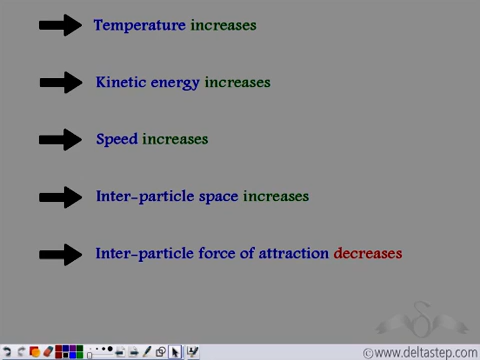 Temperature increases
Kinetic energy increases
Speed increases
Inter-particle space increases
Inter-particle force of attraction decreases
©www.deltastep.com